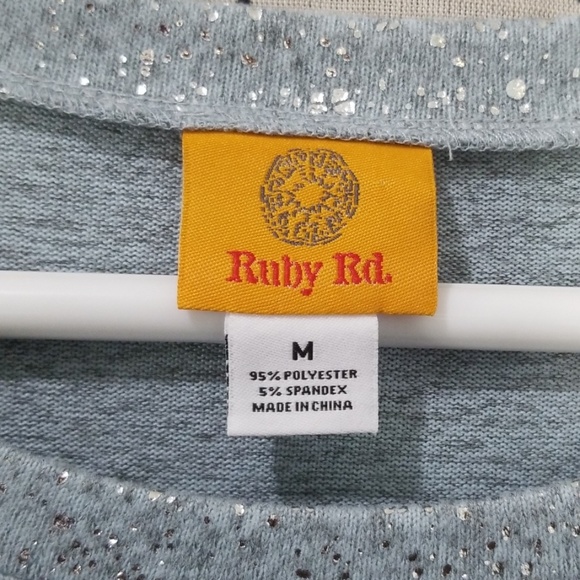 Ruby Rd.
M
95% POLYESTER
5% SPANDEX
MADE IN CHINA